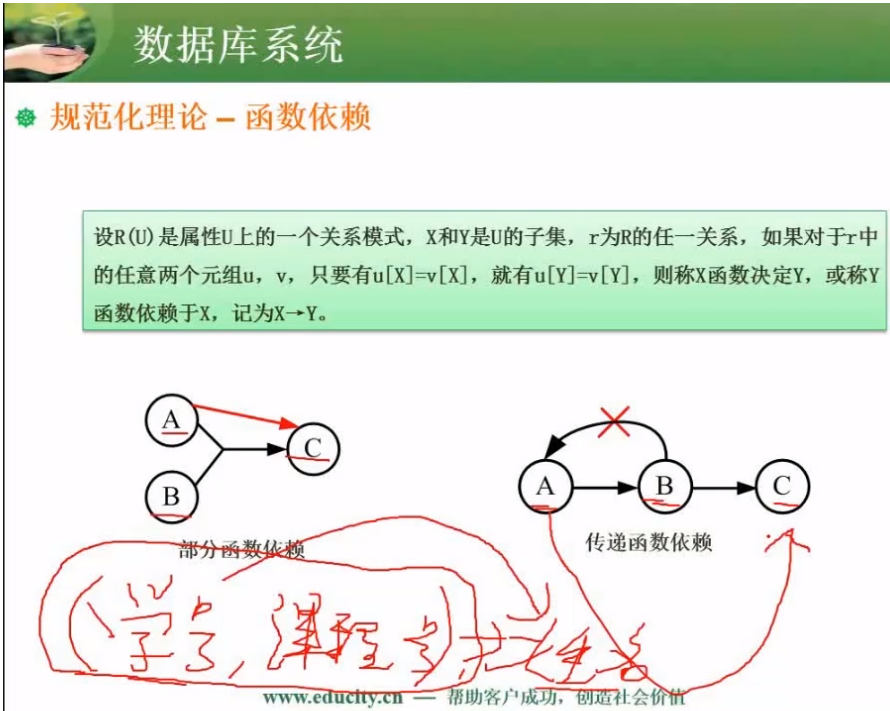 数据库系统
规范化理论 – 函数依赖
设R(U)是属性U上的一个关系模式，X和Y是U的子集，r为R的任一关系，如果对于r中
的任意两个元组u，v，只要有u[X]=v[X]，就有u[Y]=v[Y]，则称X函数决定Y，或称Y
函数依赖于X，记为X→Y。
A
C
B
A B C
部分函数依赖
传递函数依赖
(学号, 课程号)
www.educity.cn — 帮助客户成功，创造社会价值